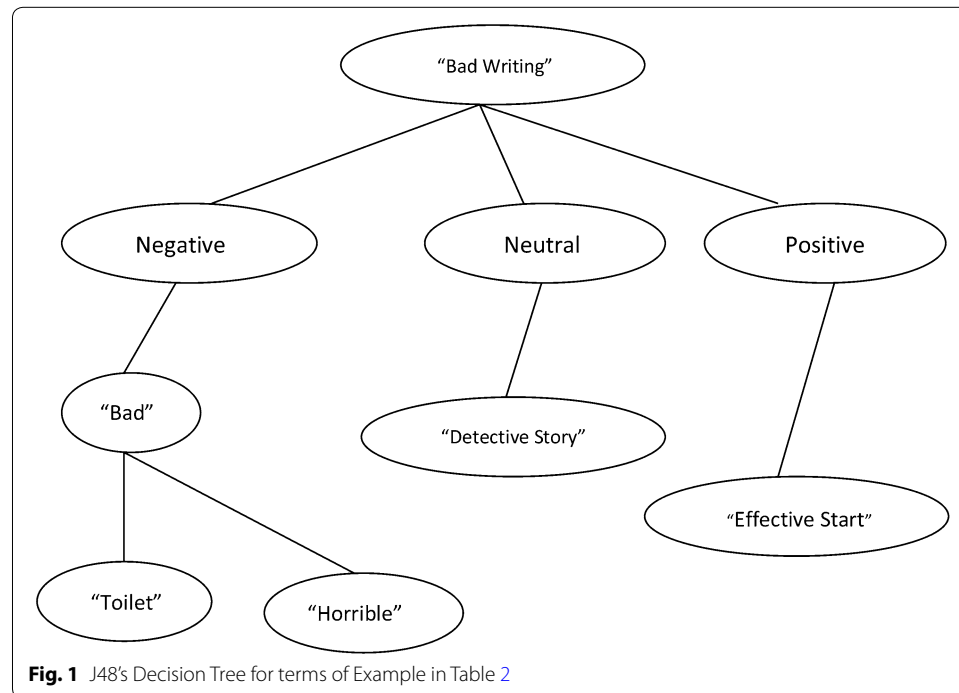 “Bad Writing”
Negative
Neutral
Positive
“Bad”
“Detective Story”
“Effective Start”
“Toilet”
“Horrible”
Fig. 1 J48’s Decision Tree for terms of Example in Table 2